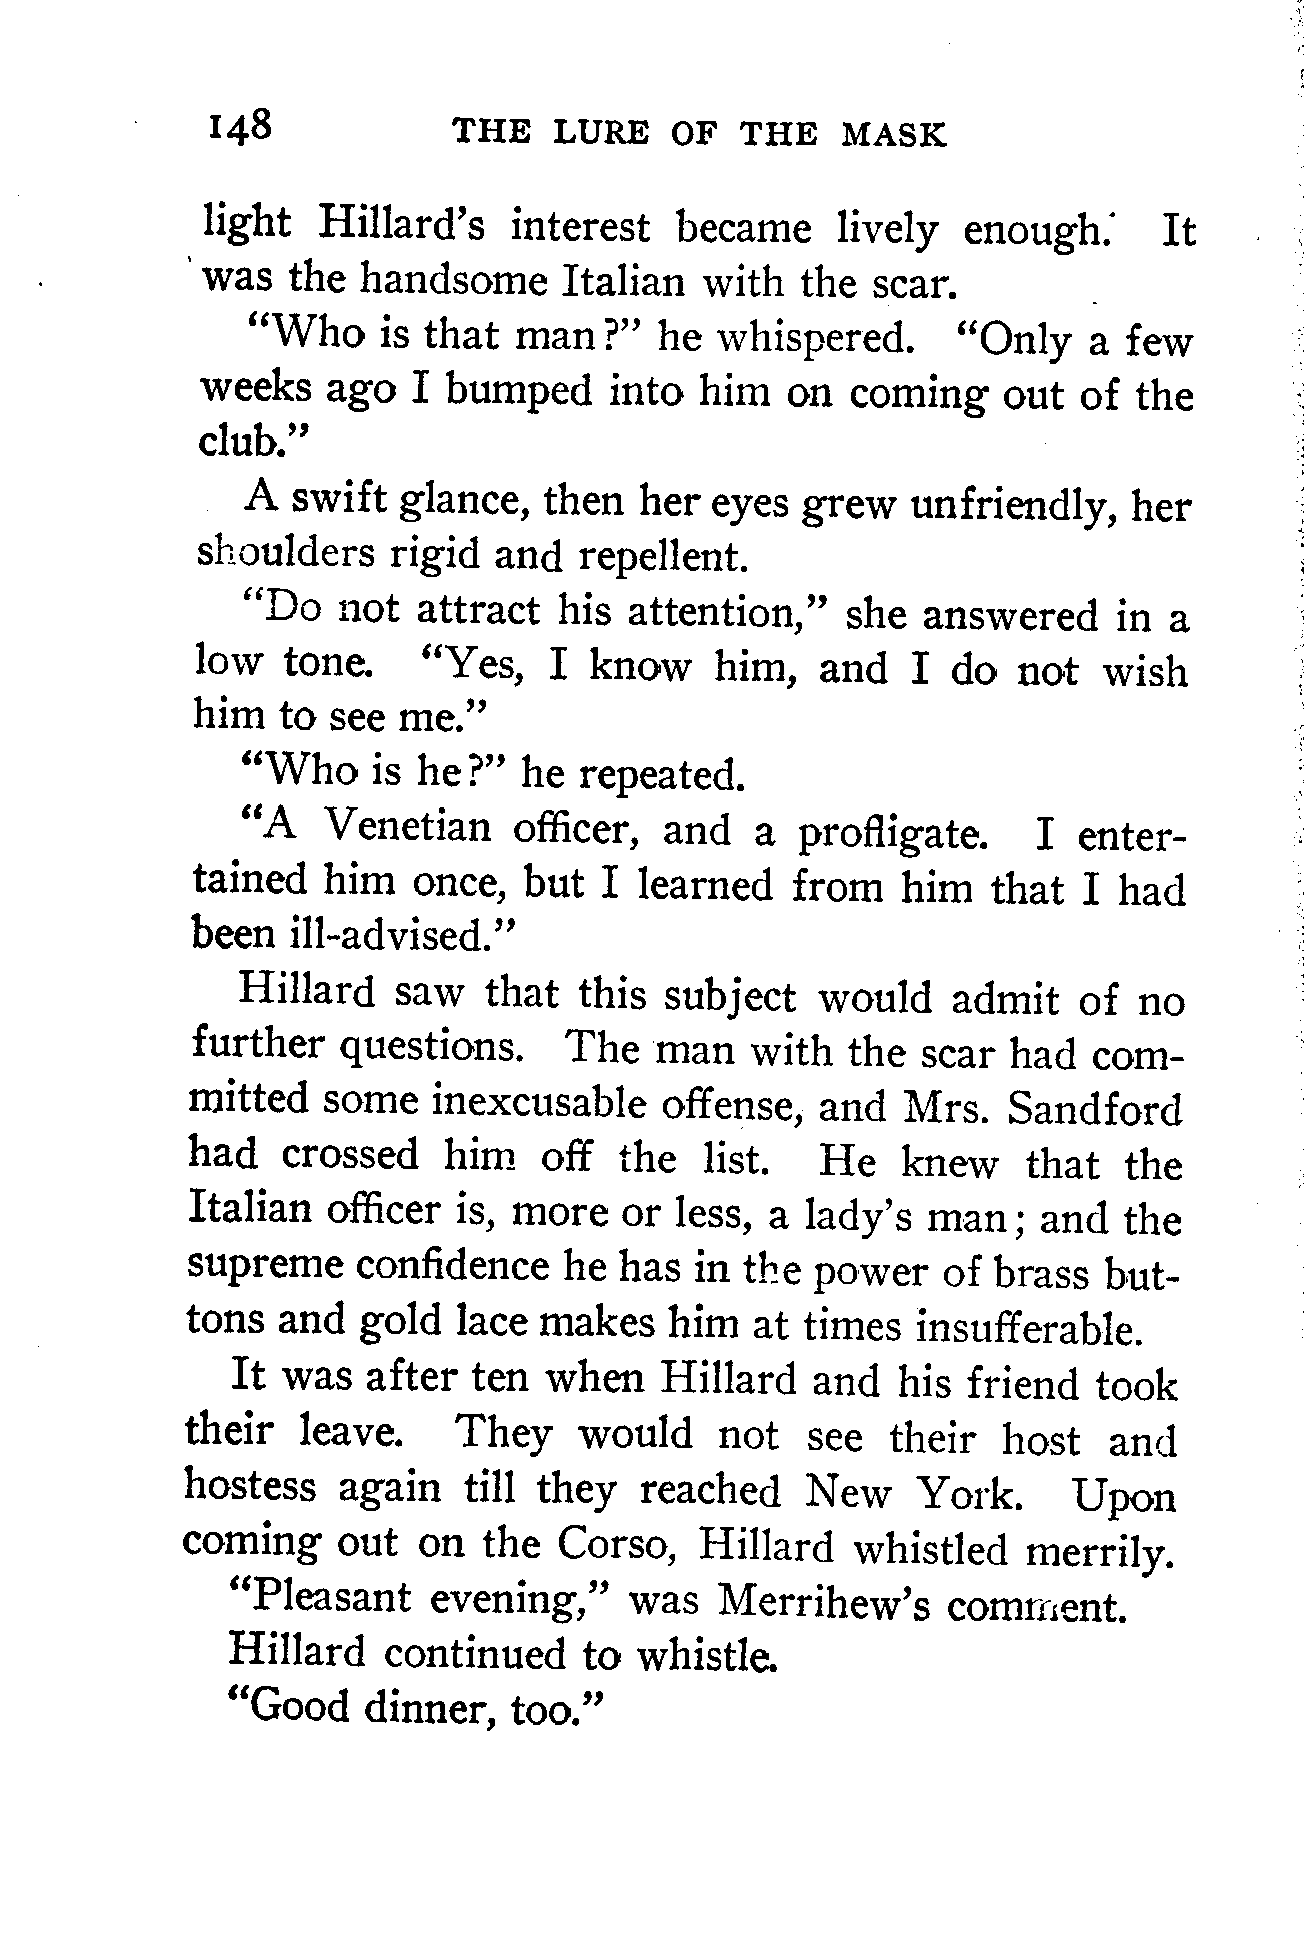 148 THE LURE OF THE MASK
light Hillard's interest became lively enough. It
was the handsome Italian with the scar.
“Who is that man?” he whispered. “Only a few
weeks ago I bumped into him on coming out of the
club.”
A swift glance, then her eyes grew unfriendly, her
shoulders rigid and repellent.
“Do not attract his attention,” she answered in a
low tone. “Yes, I know him, and I do not wish
him to see me.”
“Who is he?” he repeated.
“A Venetian officer, and a profligate. I enter-
tained him once, but I learned from him that I had
been ill-advised.”
Hillard saw that this subject would admit of no
further questions. The man with the scar had com-
mitted some inexcusable offense, and Mrs. Sandford
had crossed him off the list. He knew that the
Italian officer is, more or less, a lady's man; and the
supreme confidence he has in the power of brass but-
tons and gold lace makes him at times insufferable.
It was after ten when Hillard and his friend took
their leave. They would not see their host and
hostess again till they reached New York. Upon
coming out on the Corso, Hillard whistled merrily.
“Pleasant evening,” was Merrihew's comment.
Hillard continued to whistle.
“Good dinner, too.”